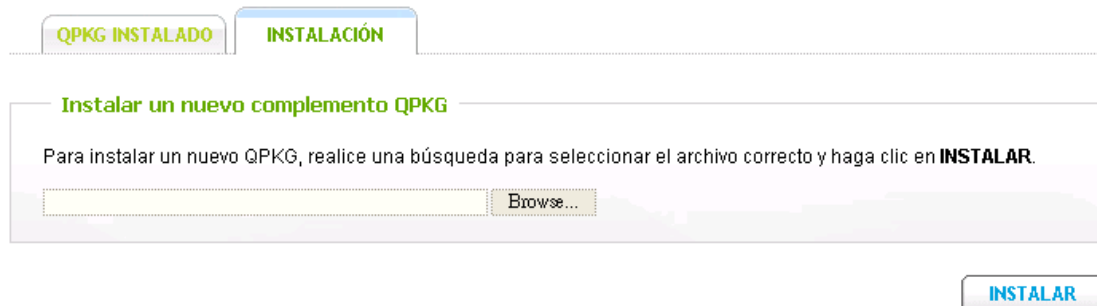 QPKG INSTALADO
INSTALACIÓN
Instalar un nuevo complemento QPKG
Para instalar un nuevo QPKG, realice una búsqueda para seleccionar el archivo correcto y haga clic en INSTALAR.
Browse...
INSTALAR